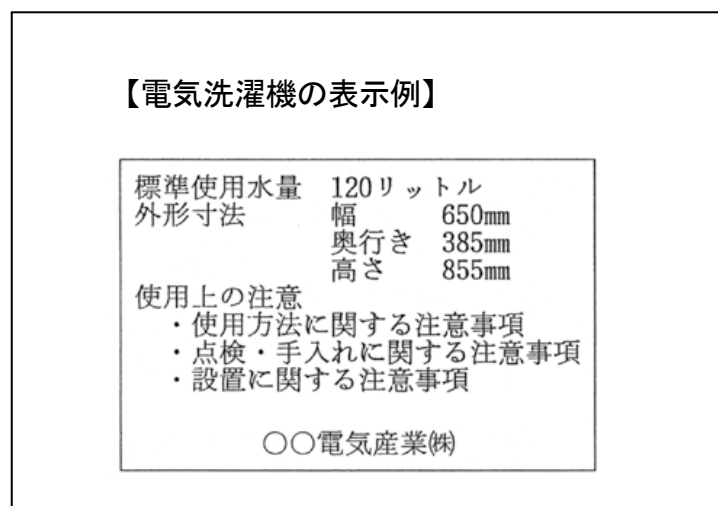 【電気洗濯機の表示例】
標準使用水量 120リットル
外形寸法 幅 650㎜
奥行き 385㎜
高さ 855㎜
使用上の注意
・使用方法に関する注意事項
・点検・手入れに関する注意事項
・設置に関する注意事項
○○電気産業㈱